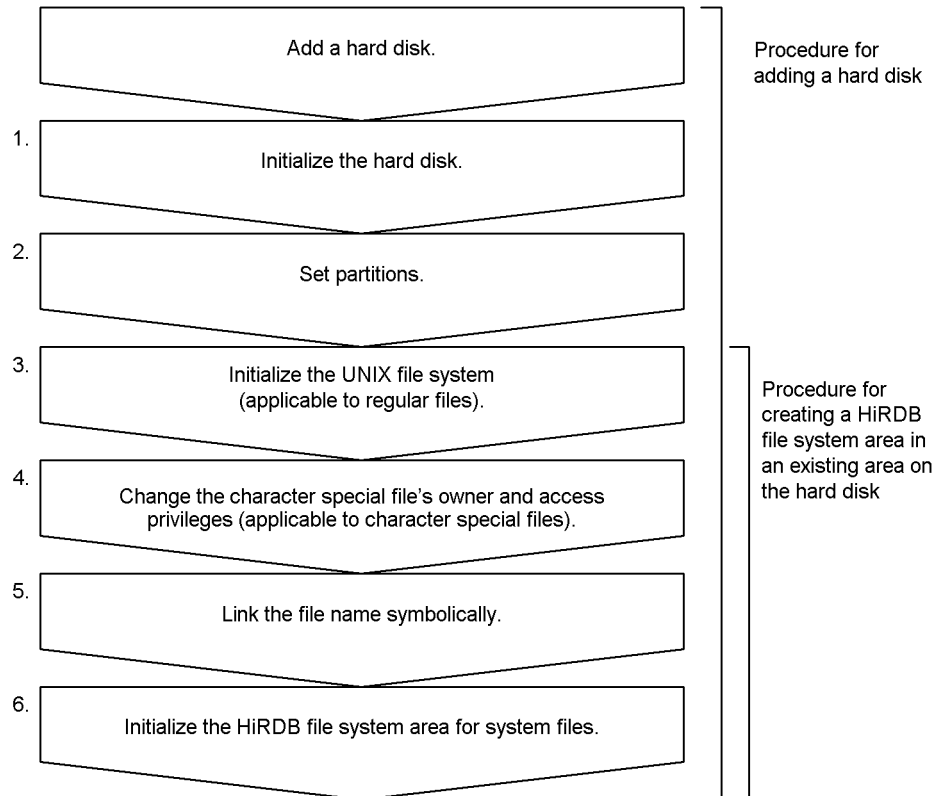 Add a hard disk.
Procedure for
adding a hard disk
1.
Initialize the hard disk.
2.
Set partitions.
3.
Initialize the UNIX file system
(applicable to regular files).
Procedure for
creating a HiRDB
file system area in
an existing area on
the hard disk
4.
Change the character special file's owner and access
privileges (applicable to character special files).
5.
Link the file name symbolically.
6.
Initialize the HiRDB file system area for system files.